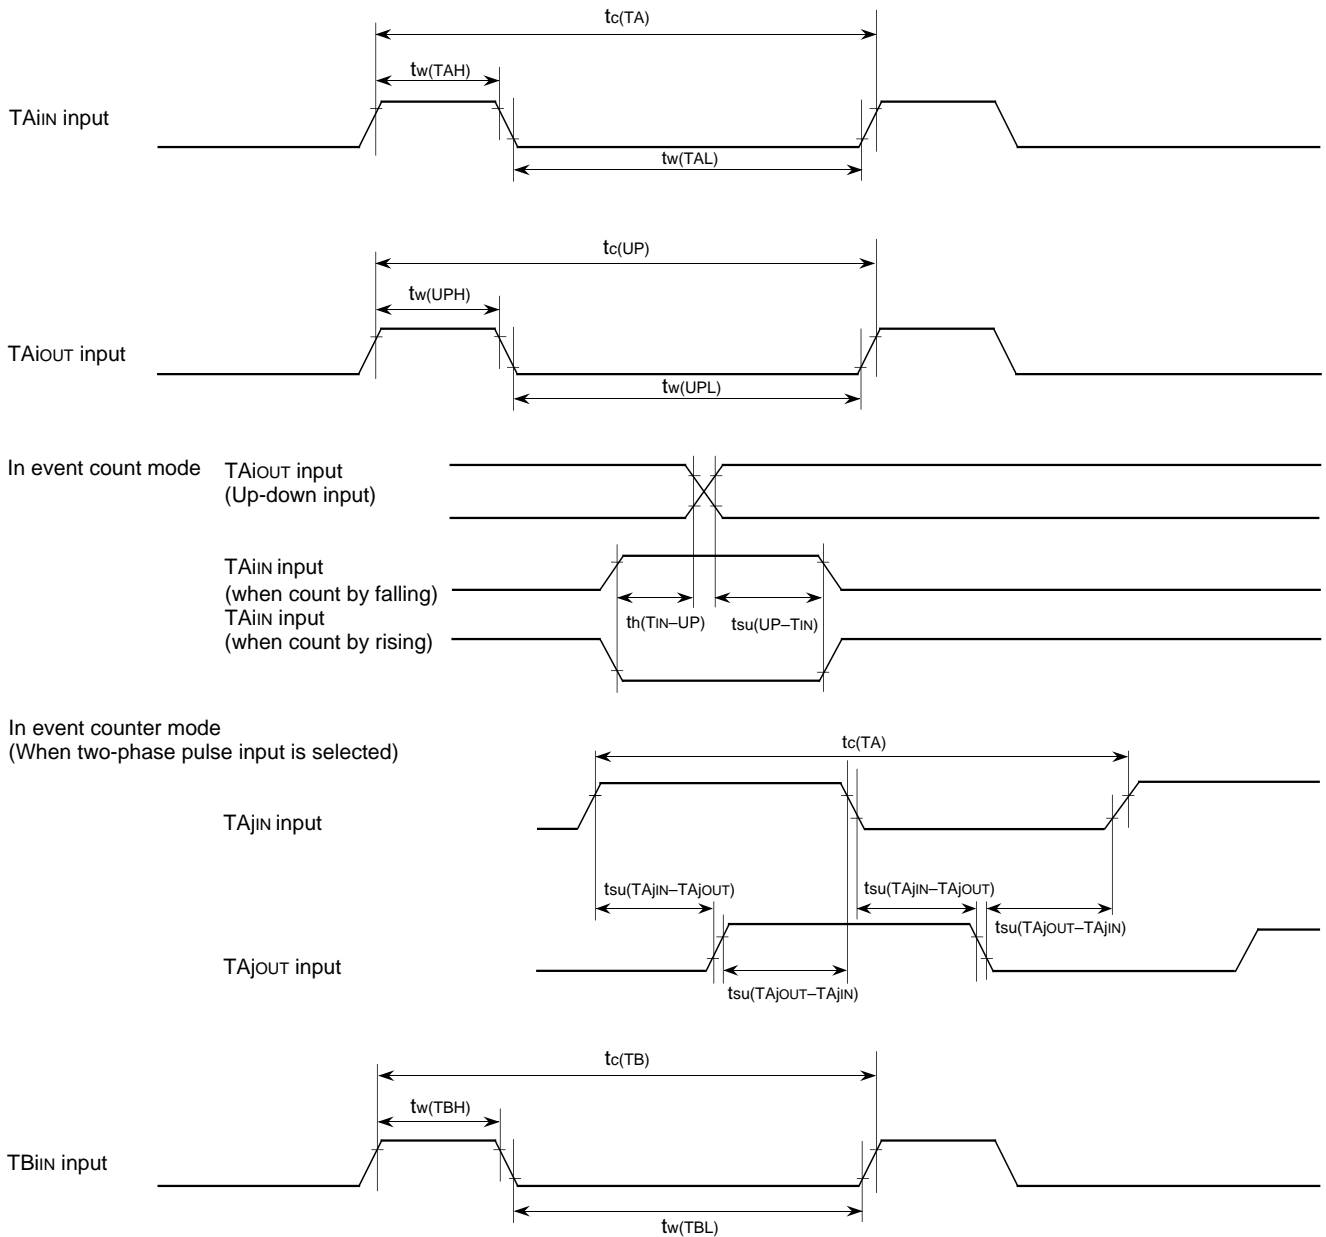 tc(TA)
tw(TAH)
TAiIN input
tw(TAL)
tc(UP)
tw(UPH)
TAiOUT input
tw(UPL)
In event count mode
TAiOUT input
(Up-down input)
TAiIN input
(when count by falling)
TAiIN input
(when count by rising)
th(TIN–UP)
tsu(UP–TIN)
In event counter mode
(When two-phase pulse input is selected)
tc(TA)
TAjIN input
tsu(TAjIN–TAjOUT)
tsu(TAjIN–TAjOUT)
tsu(TAjOUT–TAjIN)
TAjOUT input
tsu(TAjOUT–TAjIN)
tc(TB)
tw(TBH)
TBiIN input
tw(TBL)